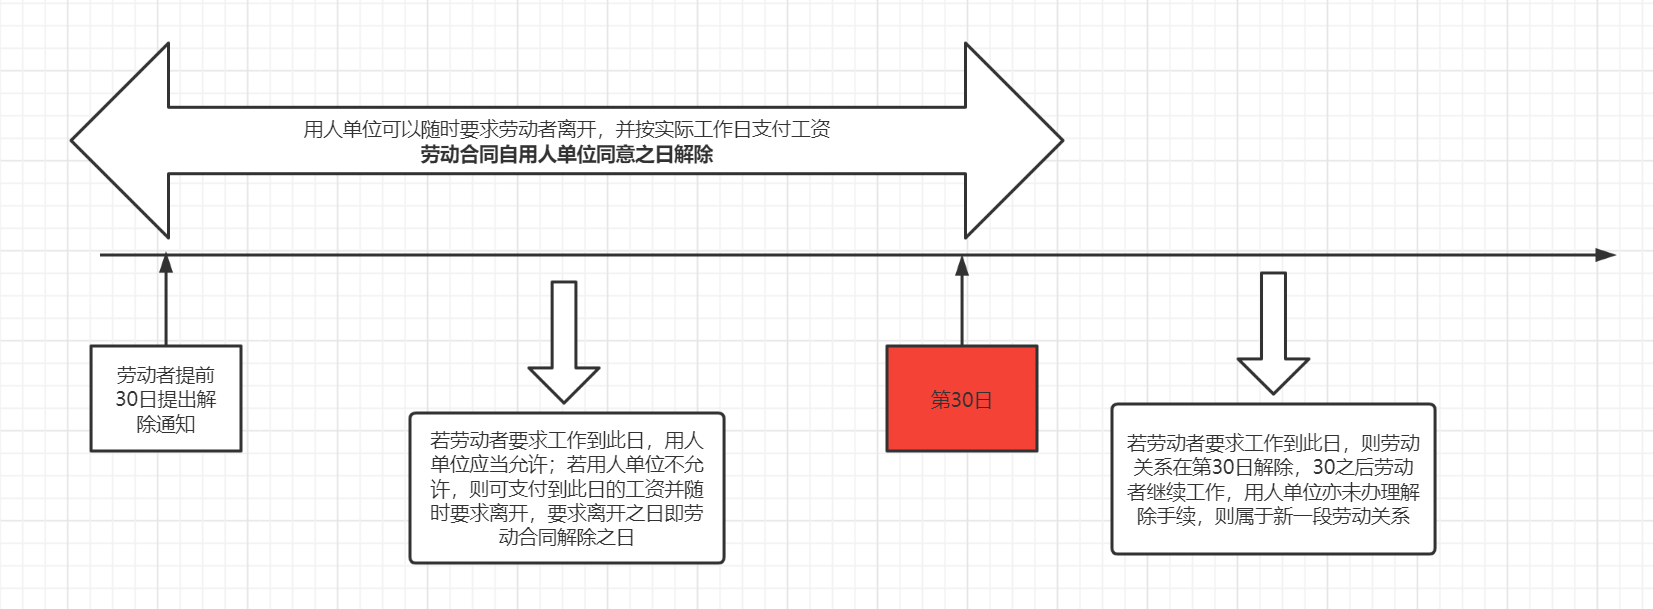 用人单位可以随时要求劳动者离开，并按实际工作日支付工资
劳动合同自用人单位同意之日解除
劳动者提前
30日提出解
除通知
若劳动者要求工作到此日，用人
单位应当允许；若用人单位不允
许，则可支付到此日的工资并随
时要求离开，要求离开之日即劳
动合同解除之日
第30日
若劳动者要求工作到此日，则劳动
关系在第30日解除，30之后劳动
者继续工作，用人单位亦未办理解
除手续，则属于新一段劳动关系